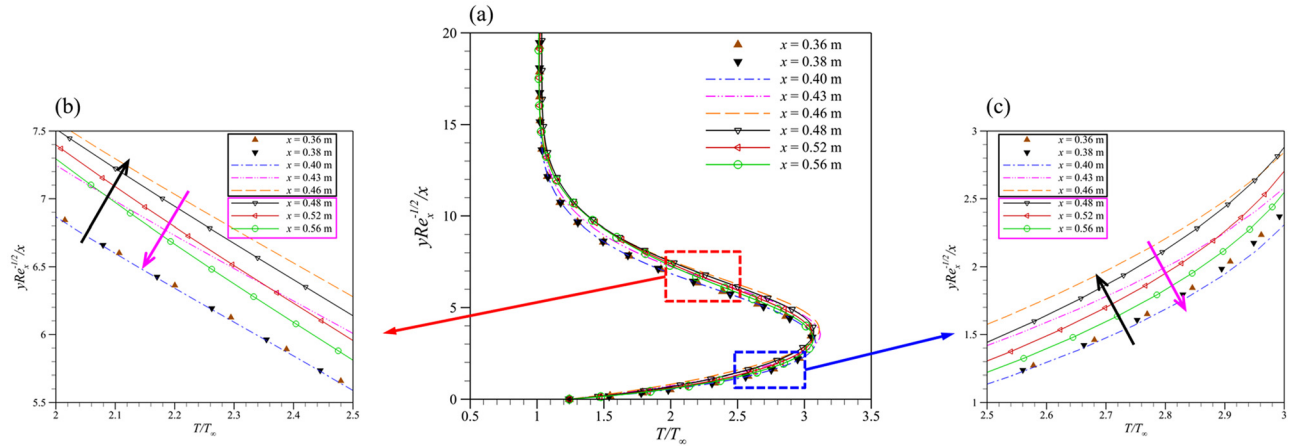 (a)
20
15
10
5
0
0.5
1
1.5
2
2.5
3
3.5
yRe_x^{-1/2}/x
T/T_∞
x = 0.36 m
x = 0.38 m
x = 0.40 m
x = 0.43 m
x = 0.46 m
x = 0.48 m
x = 0.52 m
x = 0.56 m
(b)
7.5
7
6.5
6
5.5
2
2.1
2.2
2.3
2.4
2.5
yRe_x^{-1/2}/x
T/T_∞
x = 0.36 m
x = 0.38 m
x = 0.40 m
x = 0.43 m
x = 0.46 m
x = 0.48 m
x = 0.52 m
x = 0.56 m
(c)
3
2.5
2
1.5
1
2.5
2.6
2.7
2.8
2.9
3
yRe_x^{-1/2}/x
T/T_∞
x = 0.36 m
x = 0.38 m
x = 0.40 m
x = 0.43 m
x = 0.46 m
x = 0.48 m
x = 0.52 m
x = 0.56 m